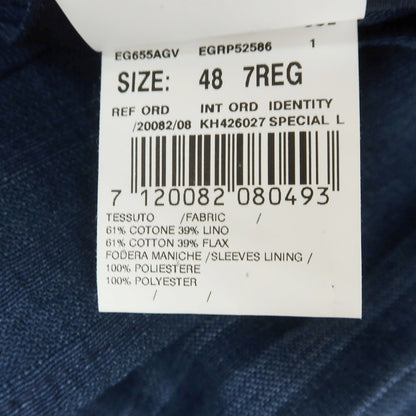 EG655AGV EGRP52586 1
SIZE: 48 7REG
REF ORD INT ORD IDENTITY
/20082/08 KH426027 SPECIAL L
7 120082 080493
TESSUTO /FABRIC /
61% COTONE 39% LINO
61% COTTON 39% FLAX
FODERA MANICHE /SLEEVES LINING /
100% POLIESTERE
100% POLYESTER
/ /